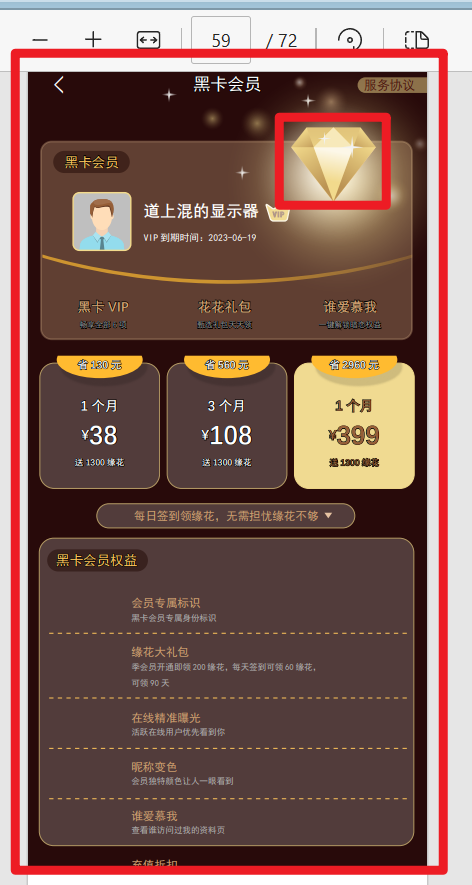 59 / 72
黑卡会员
服务协议
黑卡会员
道上混的显示器 VIP
VIP 到期时间：2023-06-19
黑卡 VIP 花花礼包 谁爱慕我
省 130 元 省 560 元 省 2960 元
1 个月 3 个月 1 个月
¥38 ¥108 ¥399
送 1300 缘花 送 1300 缘花 送 1300 缘花
每日签到领缘花，无需担忧缘花不够
黑卡会员权益
会员专属标识
黑卡会员专属身份标识
缘花大礼包
季会员开通即领 200 缘花，每天签到可领 60 缘花，
可领 90 天
在线精准曝光
活跃在线用户优先看到你
昵称变色
会员独特颜色让人一眼看到
谁爱慕我
查看谁访问过我的资料页
充值折扣